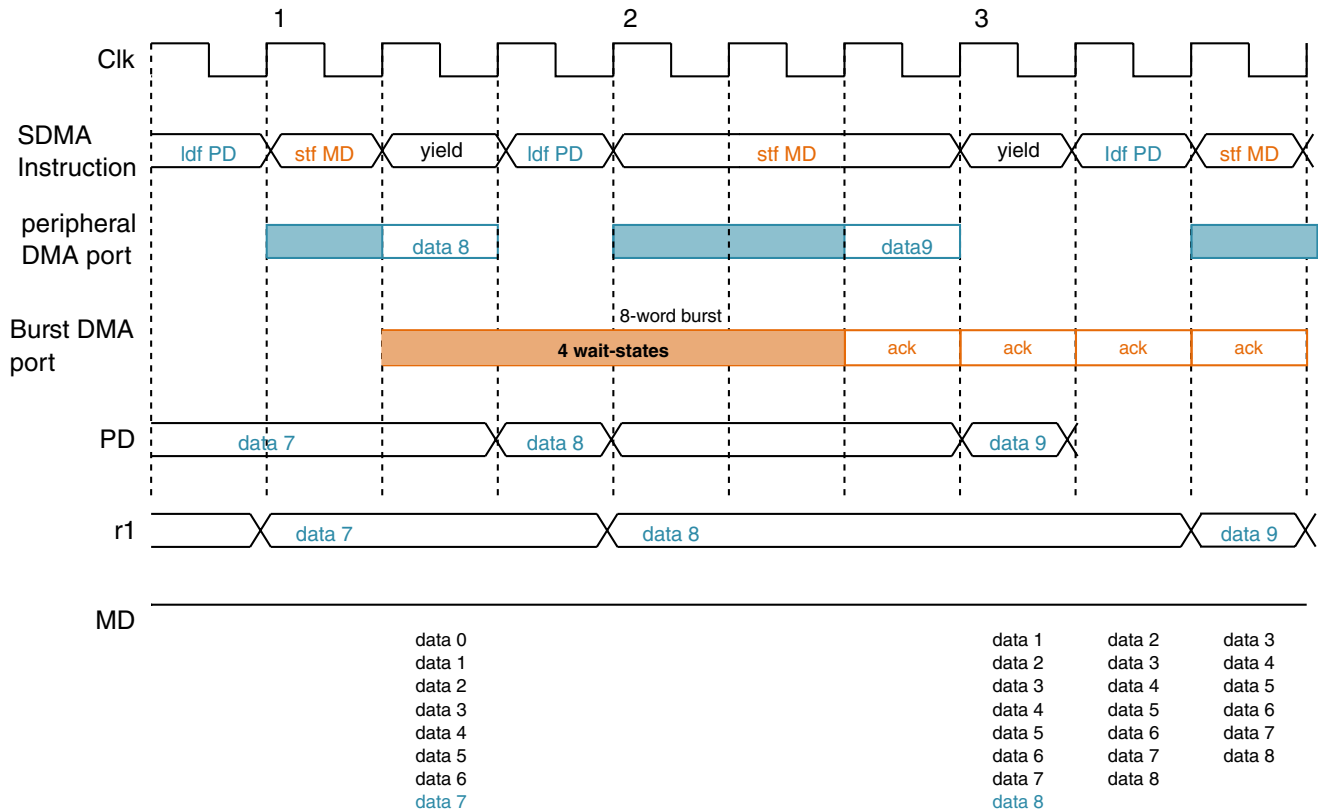 1 2 3
Clk
SDMA
Instruction
ldf PD stf MD yield ldf PD stf MD yield ldf PD stf MD
peripheral
DMA port
data 8 data9
8-word burst
Burst DMA
port
4 wait-states ack ack ack ack
PD
data 7 data 8 data 9
r1
data 7 data 8 data 9
MD
data 0 data 1 data 2 data 3
data 1 data 2 data 3 data 4
data 2 data 3 data 4 data 5
data 3 data 4 data 5 data 6
data 4 data 5 data 6 data 7
data 5 data 6 data 7 data 8
data 6 data 7 data 8
data 7 data 8